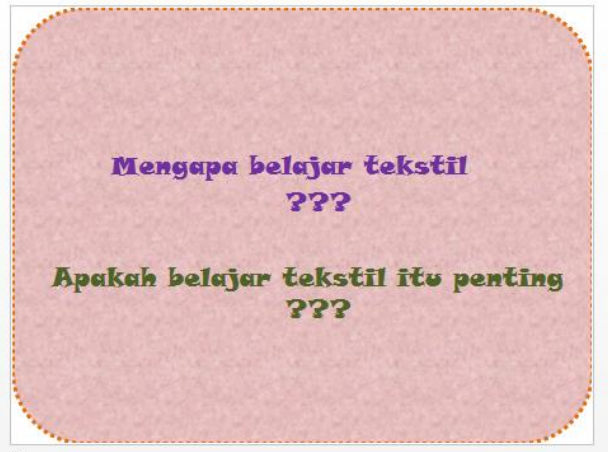 Mengapa belajar tekstil
???
Apakah belajar tekstil itu penting
???